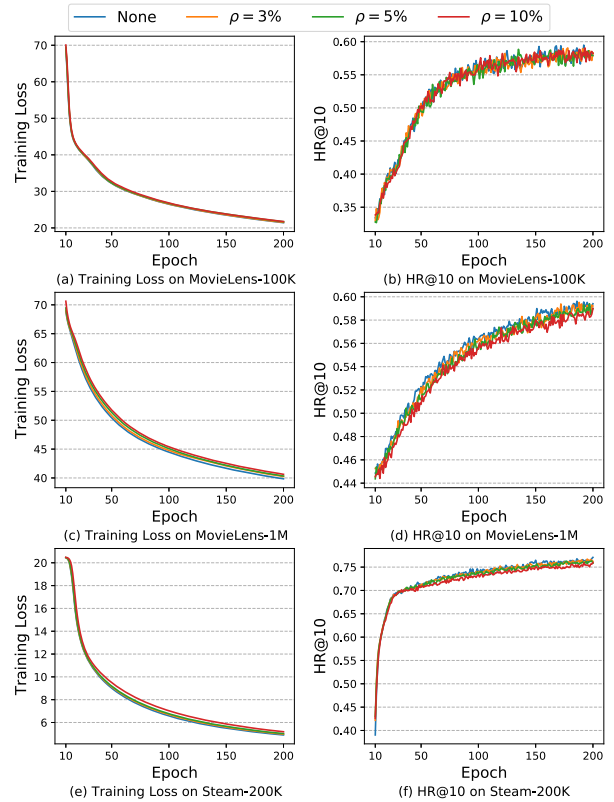 None ρ = 3% ρ = 5% ρ = 10%
Training Loss
70
60
50
40
30
20
10 50 100 150 200
Epoch
(a) Training Loss on MovieLens-100K
HR@10
0.60
0.55
0.50
0.45
0.40
0.35
10 50 100 150 200
Epoch
(b) HR@10 on MovieLens-100K
Training Loss
70
65
60
55
50
45
40
10 50 100 150 200
Epoch
(c) Training Loss on MovieLens-1M
HR@10
0.60
0.58
0.56
0.54
0.52
0.50
0.48
0.46
0.44
10 50 100 150 200
Epoch
(d) HR@10 on MovieLens-1M
Training Loss
20
18
16
14
12
10
8
6
10 50 100 150 200
Epoch
(e) Training Loss on Steam-200K
HR@10
0.75
0.70
0.65
0.60
0.55
0.50
0.45
0.40
10 50 100 150 200
Epoch
(f) HR@10 on Steam-200K